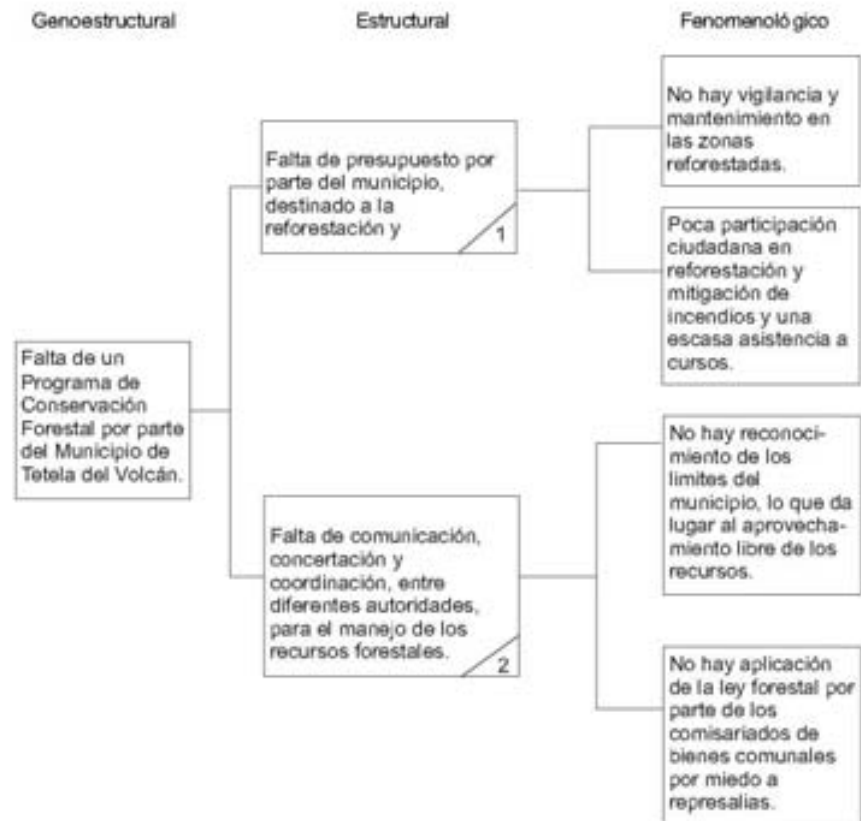 Genoestructural Estructural Fenomenológico
No hay vigilancia y
mantenimiento en
las zonas
reforestadas.
Falta de presupuesto por
parte del municipio,
destinado a la
reforestación y
1
Poca participación
ciudadana en
reforestación y
mitigación de
incendios y una
escasa asistencia a
cursos.
Falta de un
Programa de
Conservación
Forestal por parte
del Municipio de
Tetela del Volcán.
No hay reconoci-
miento de los
limites del
municipio, lo que da
lugar al aprovecha-
miento libre de los
recursos.
Falta de comunicación,
concertación y
coordinación, entre
diferentes autoridades,
para el manejo de los
recursos forestales.
2
No hay aplicación
de la ley forestal por
parte de los
comisariados de
bienes comunales
por miedo a
represalias.